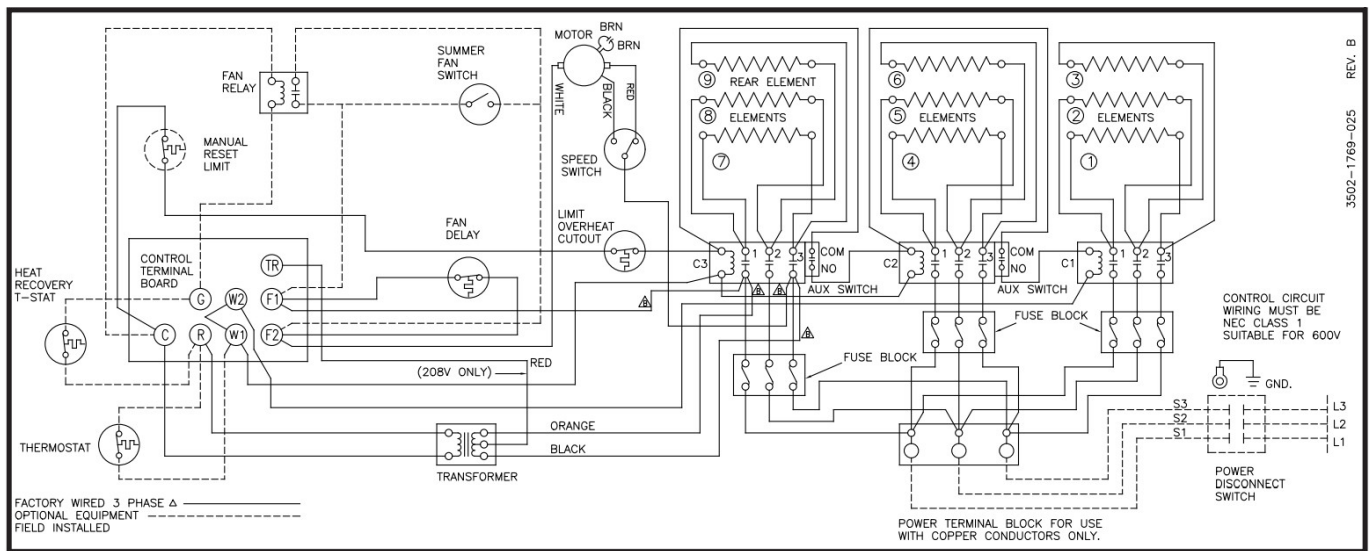 MOTOR
BRN
BRN
WHITE
BLACK
RED
SUMMER
FAN
SWITCH
FAN
RELAY
MANUAL
RESET
LIMIT
SPEED
SWITCH
LIMIT
OVERHEAT
CUTOUT
FAN
DELAY
HEAT
RECOVERY
T-STAT
CONTROL
TERMINAL
BOARD
TR
G
W2
F1
C
R
W1
F2
THERMOSTAT
RED
(208V ONLY)
ORANGE
BLACK
TRANSFORMER
9
REAR ELEMENT
8
ELEMENTS
7
6
5
ELEMENTS
4
3
2
ELEMENTS
1
C3
1
2
3
COM
NO
AUX SWITCH
C2
1
2
3
COM
NO
AUX SWITCH
C1
1
2
3
B
B
B
B
FUSE BLOCK
FUSE BLOCK
CONTROL CIRCUIT
WIRING MUST BE
NEC CLASS 1
SUITABLE FOR 600V
GND.
S3
S2
S1
L3
L2
L1
POWER
DISCONNECT
SWITCH
POWER TERMINAL BLOCK FOR USE
WITH COPPER CONDUCTORS ONLY.
FACTORY WIRED 3 PHASE Δ
OPTIONAL EQUIPMENT
FIELD INSTALLED
3502-1769-025 REV. B